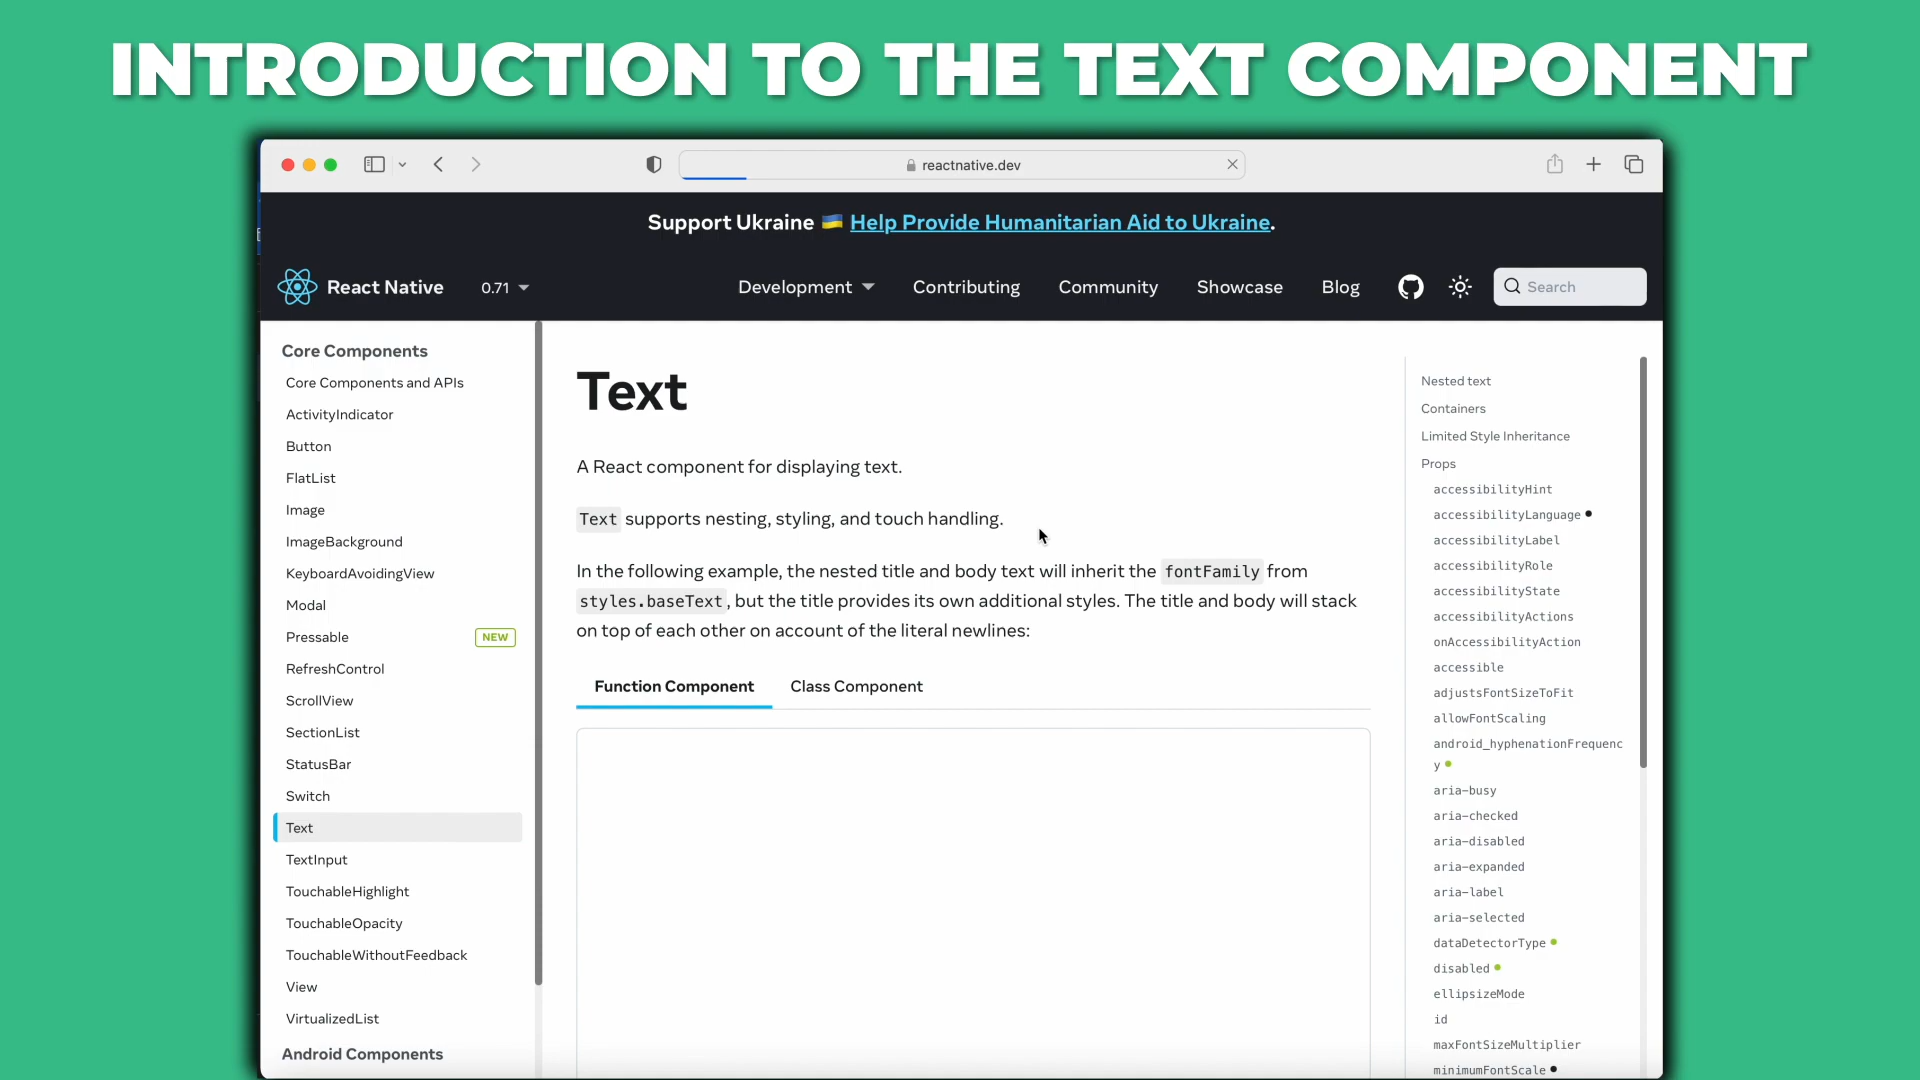 INTRODUCTION TO THE TEXT COMPONENT
reactnative.dev
Support Ukraine 🇺🇦 Help Provide Humanitarian Aid to Ukraine.
React Native
0.71
Development
Contributing
Community
Showcase
Blog
Search
Core Components
Core Components and APIs
ActivityIndicator
Button
FlatList
Image
ImageBackground
KeyboardAvoidingView
Modal
Pressable
NEW
RefreshControl
ScrollView
SectionList
StatusBar
Switch
Text
TextInput
TouchableHighlight
TouchableOpacity
TouchableWithoutFeedback
View
VirtualizedList
Android Components
Text
A React component for displaying text.
Text supports nesting, styling, and touch handling.
In the following example, the nested title and body text will inherit the fontFamily from
styles.baseText, but the title provides its own additional styles. The title and body will stack
on top of each other on account of the literal newlines:
Function Component
Class Component
Nested text
Containers
Limited Style Inheritance
Props
accessibilityHint
accessibilityLanguage
accessibilityLabel
accessibilityRole
accessibilityState
accessibilityActions
onAccessibilityAction
accessible
adjustsFontSizeToFit
allowFontScaling
android_hyphenationFrequenc
y
aria-busy
aria-checked
aria-disabled
aria-expanded
aria-label
aria-selected
dataDetectorType
disabled
ellipsizeMode
id
maxFontSizeMultiplier
minimumFontScale